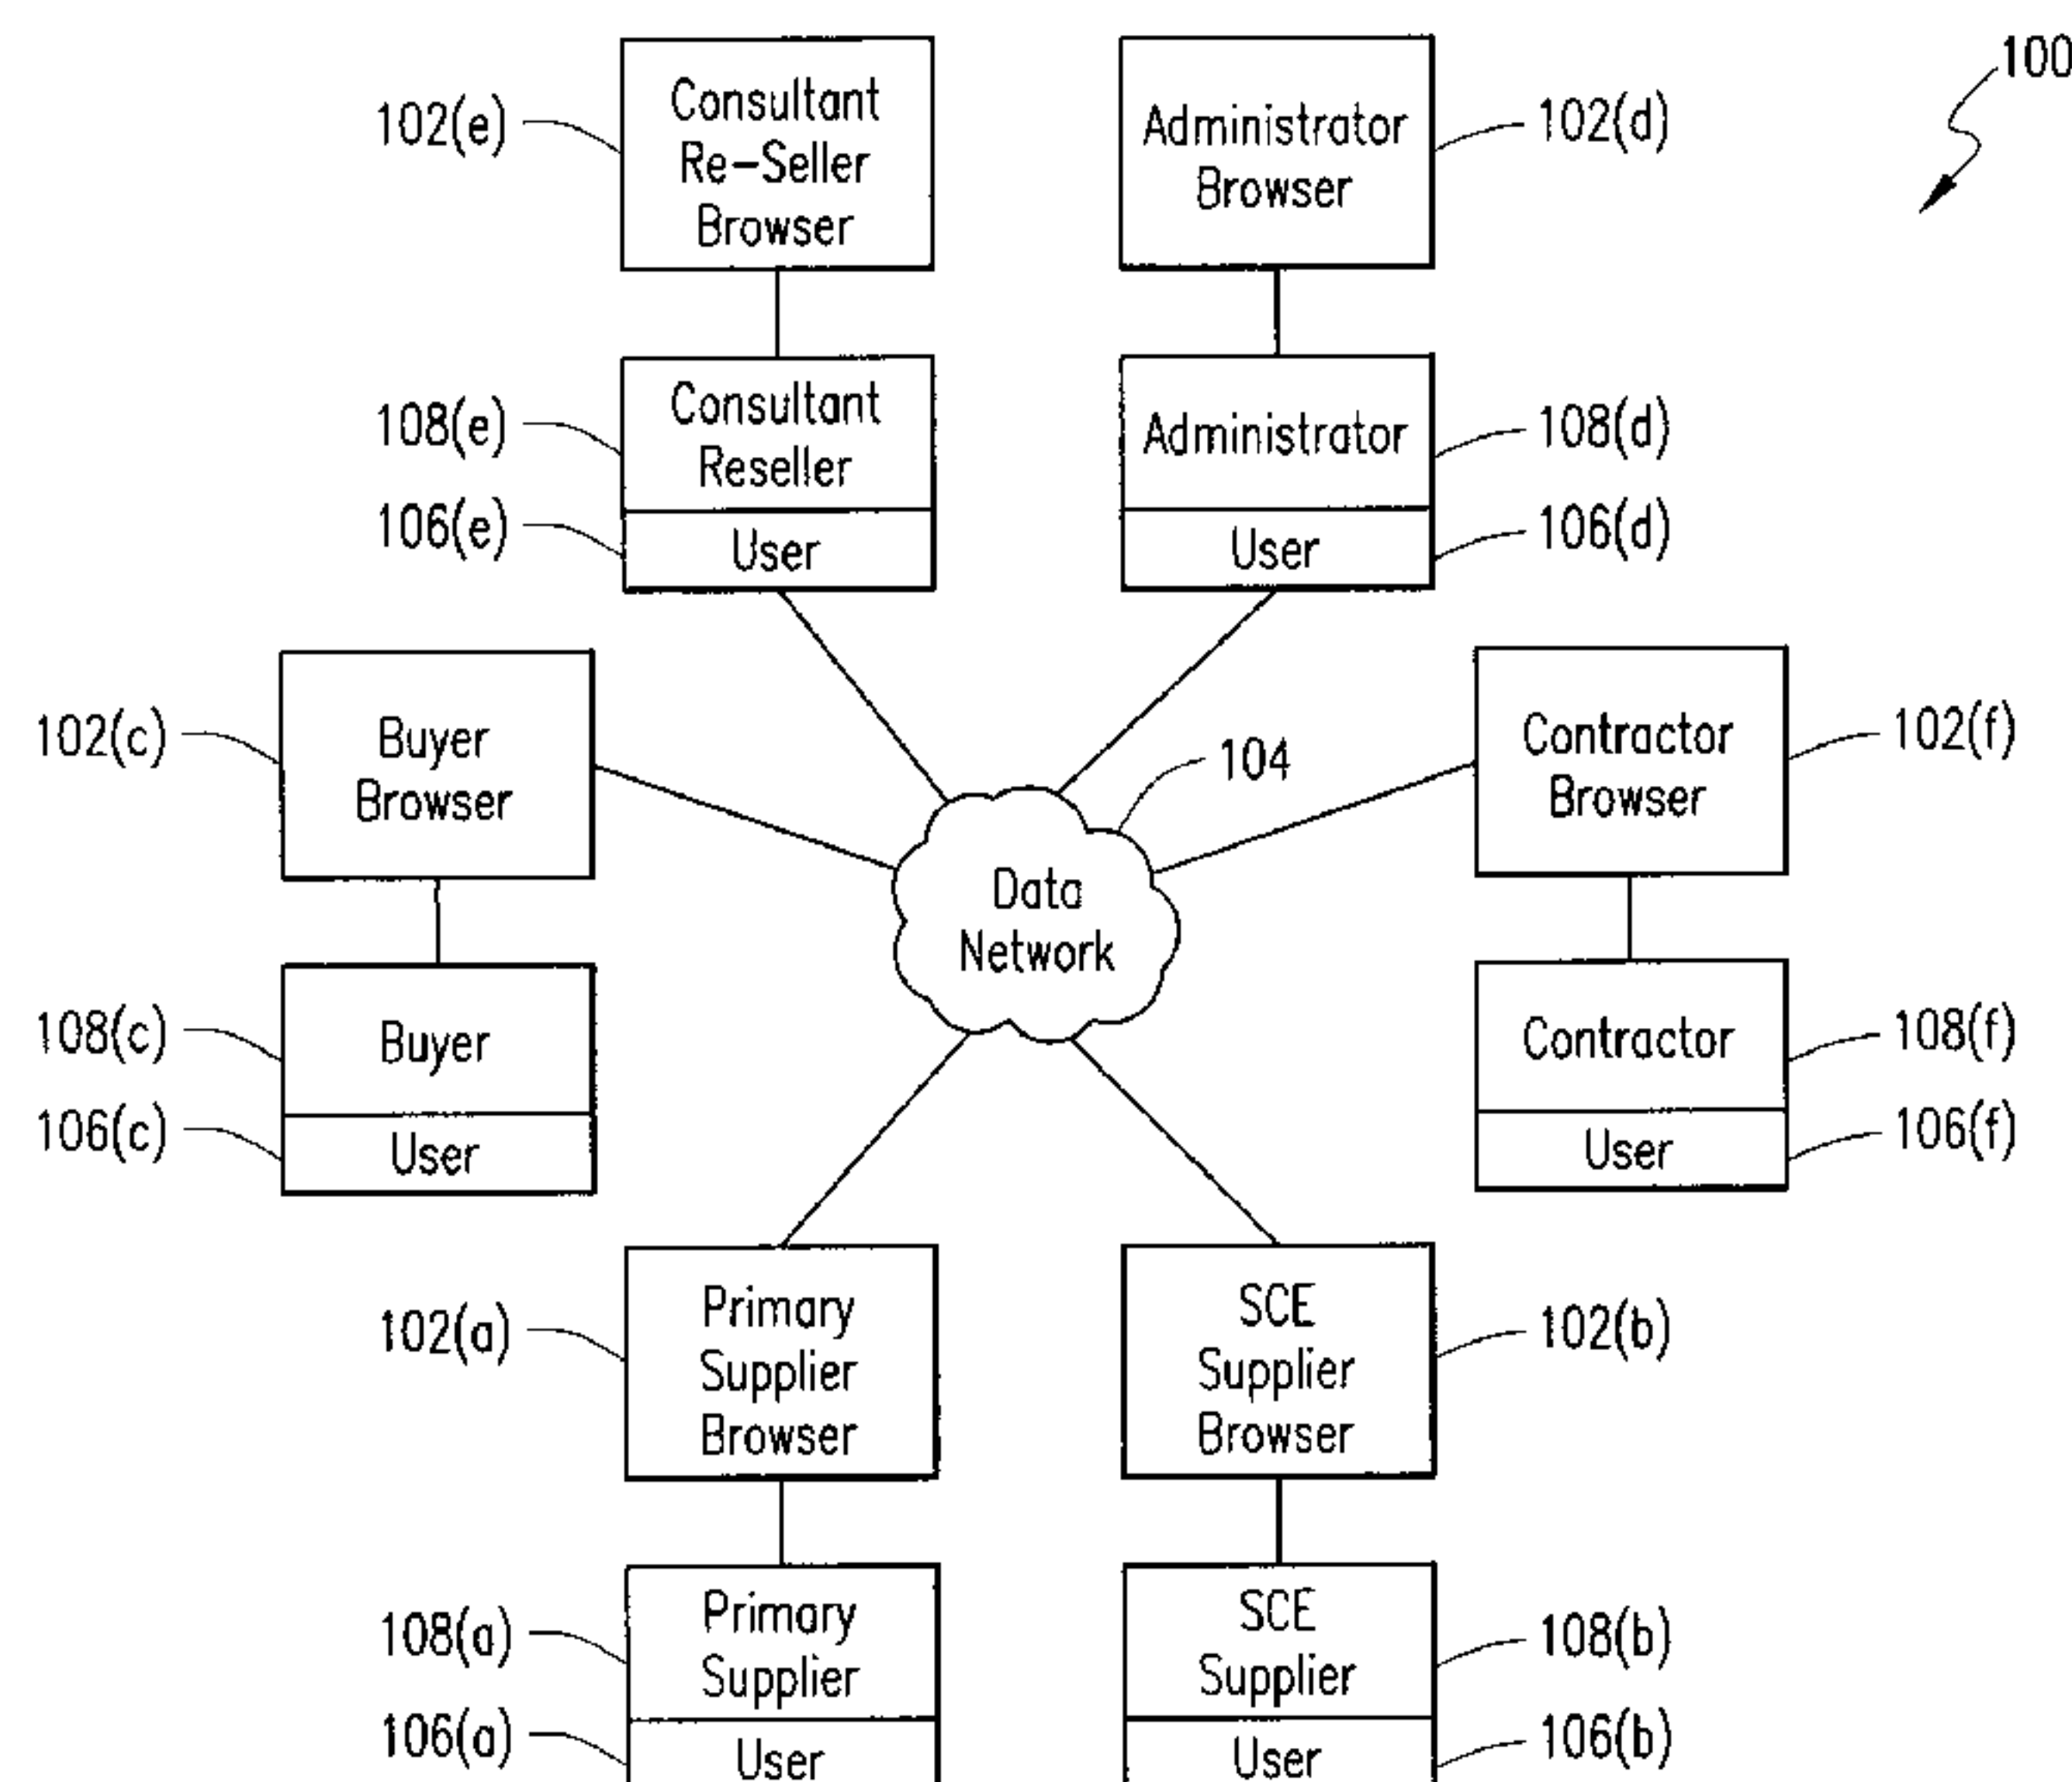 100
102(e)
Consultant
Re-Seller
Browser
Administrator
Browser
102(d)
108(e)
Consultant
Reseller
106(e)
User
Administrator
108(d)
User
106(d)
102(c)
Buyer
Browser
104
Contractor
Browser
102(f)
Data
Network
108(c)
Buyer
106(c)
User
Contractor
108(f)
User
106(f)
102(a)
Primary
Supplier
Browser
SCE
Supplier
Browser
102(b)
108(a)
Primary
Supplier
106(a)
User
SCE
Supplier
108(b)
User
106(b)